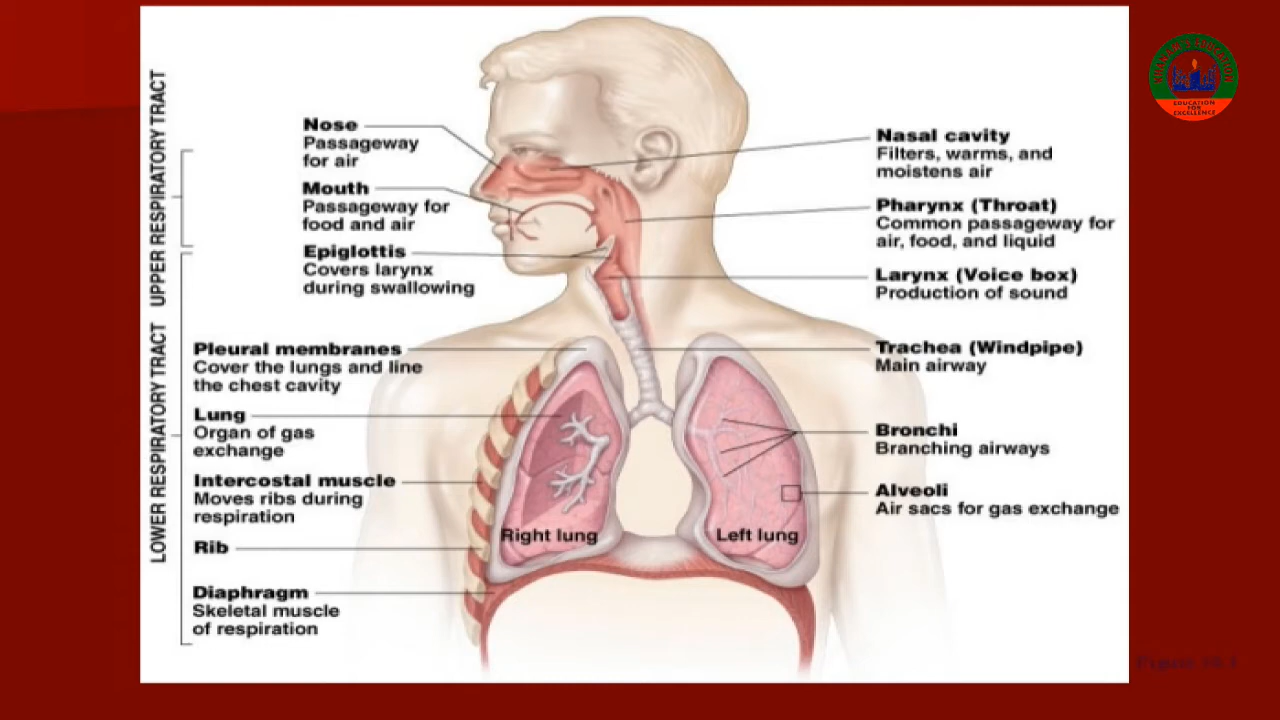 UPPER RESPIRATORY TRACT
Nose
Passageway
for air
Mouth
Passageway for
food and air
Epiglottis
Covers larynx
during swallowing
LOWER RESPIRATORY TRACT
Pleural membranes
Cover the lungs and line
the chest cavity
Lung
Organ of gas
exchange
Intercostal muscle
Moves ribs during
respiration
Rib
Diaphragm
Skeletal muscle
of respiration
Nasal cavity
Filters, warms, and
moistens air
Pharynx (Throat)
Common passageway for
air, food, and liquid
Larynx (Voice box)
Production of sound
Trachea (Windpipe)
Main airway
Bronchi
Branching airways
Alveoli
Air sacs for gas exchange
Right lung
Left lung
EDUCATION
FOR
EXCELLENCE
Figure